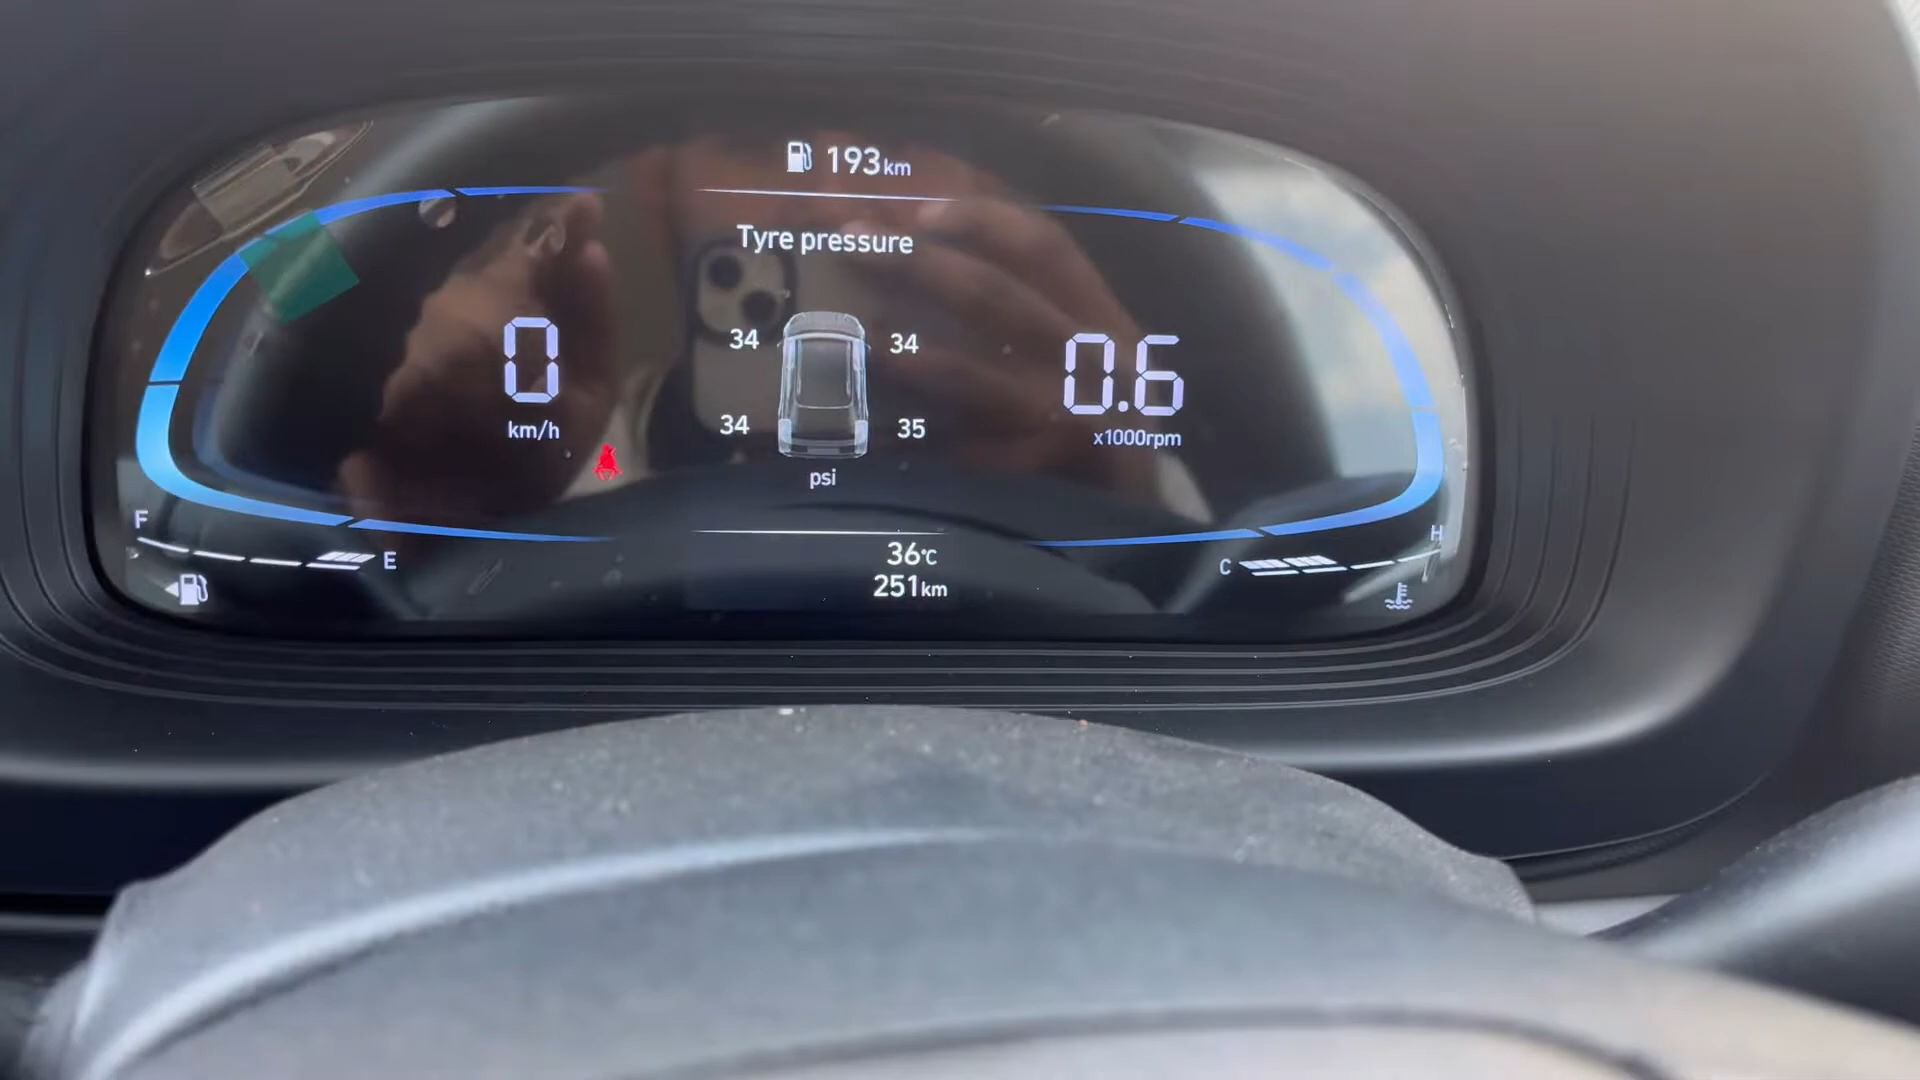 193km
Tyre pressure
34 34
0 0.6
34 35
km/h x1000rpm
psi
F H
E 36°C C
251km